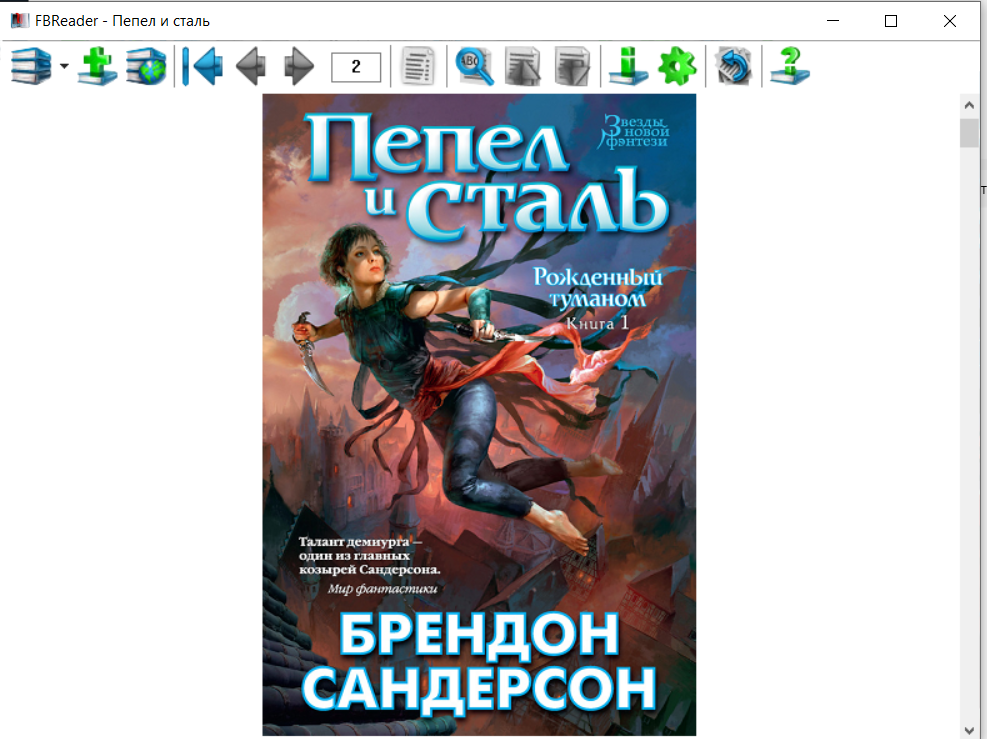 FBReader - Пепел и сталь
2
ABC
Пепел
и сталь
Звезды
новой
фэнтези
т
Рожденный
туманом
Книга 1
Талант демиурга —
один из главных
козырей Сандерсона.
Мир фантастики
БРЕНДОН
САНДЕРСОН